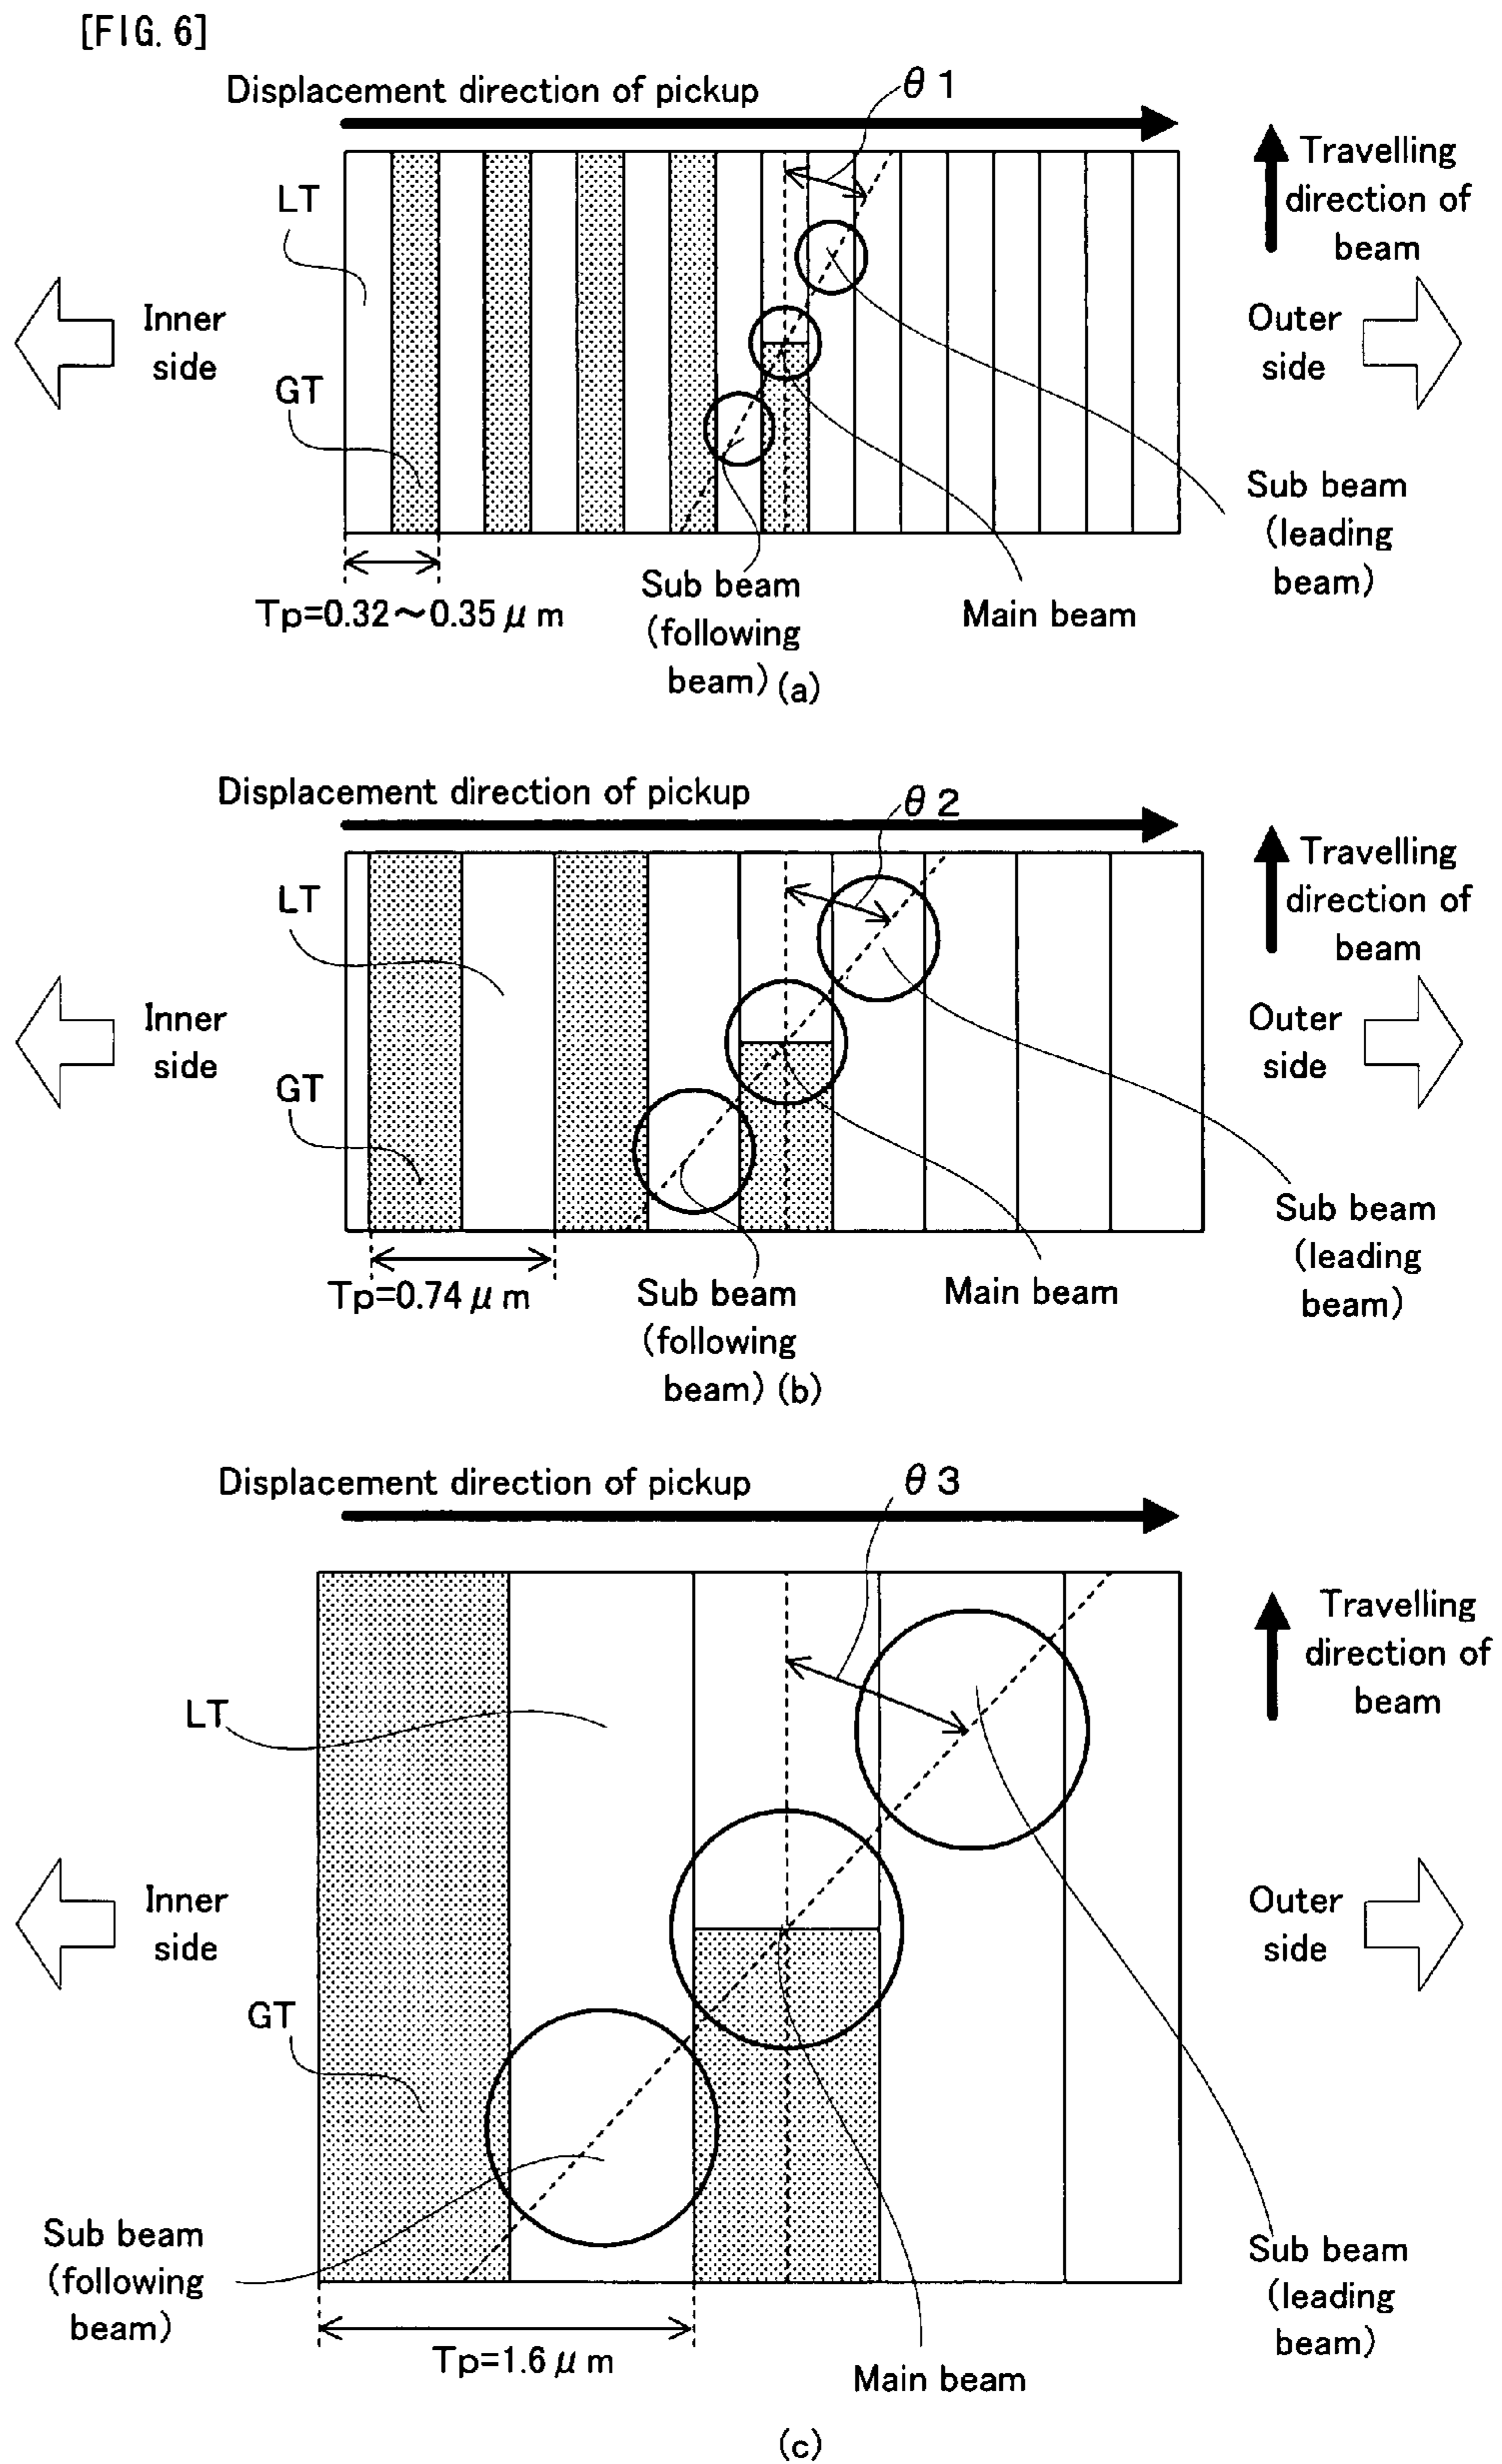 [FIG. 6]
Displacement direction of pickup
θ1
Travelling
direction of
beam
LT
Inner
side
Outer
side
GT
Sub beam
(leading
beam)
Tp=0.32～0.35μm
Sub beam
(following
beam)
Main beam
(a)
Displacement direction of pickup
θ2
Travelling
direction of
beam
LT
Inner
side
Outer
side
GT
Sub beam
(leading
beam)
Tp=0.74μm
Sub beam
(following
beam)
Main beam
(b)
Displacement direction of pickup
θ3
Travelling
direction of
beam
LT
Inner
side
Outer
side
GT
Sub beam
(following
beam)
Sub beam
(leading
beam)
Tp=1.6μm
Main beam
(c)